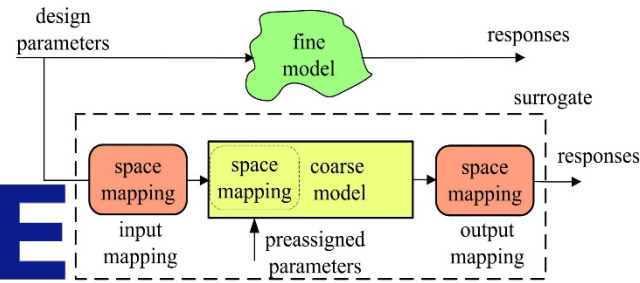 design
parameters
fine
model
responses
surrogate
space
mapping
space
mapping
coarse
model
space
mapping
responses
input
mapping
preassigned
parameters
output
mapping
E